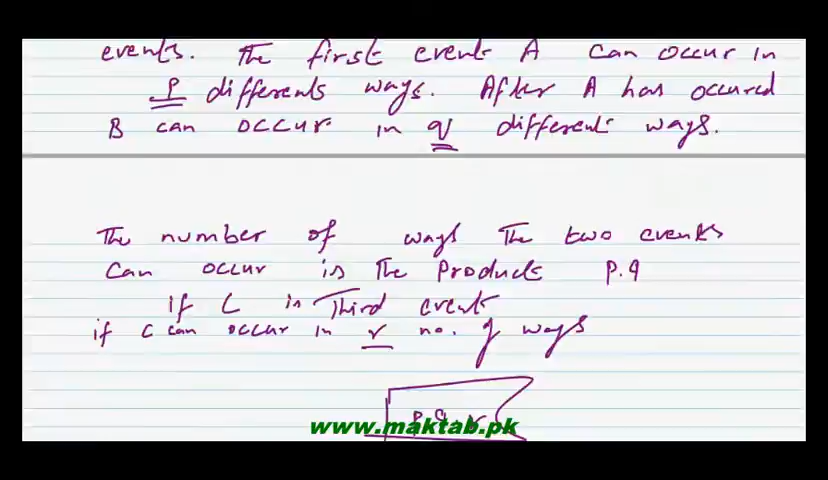 events. The first event A can occur in
p differents ways. After A has occured
B can occur in q different ways.
The number of ways The two events
Can occur is The Product p.q
if C is Third event
if C can occur in r no. of ways
p.q.r
www.maktab.pk